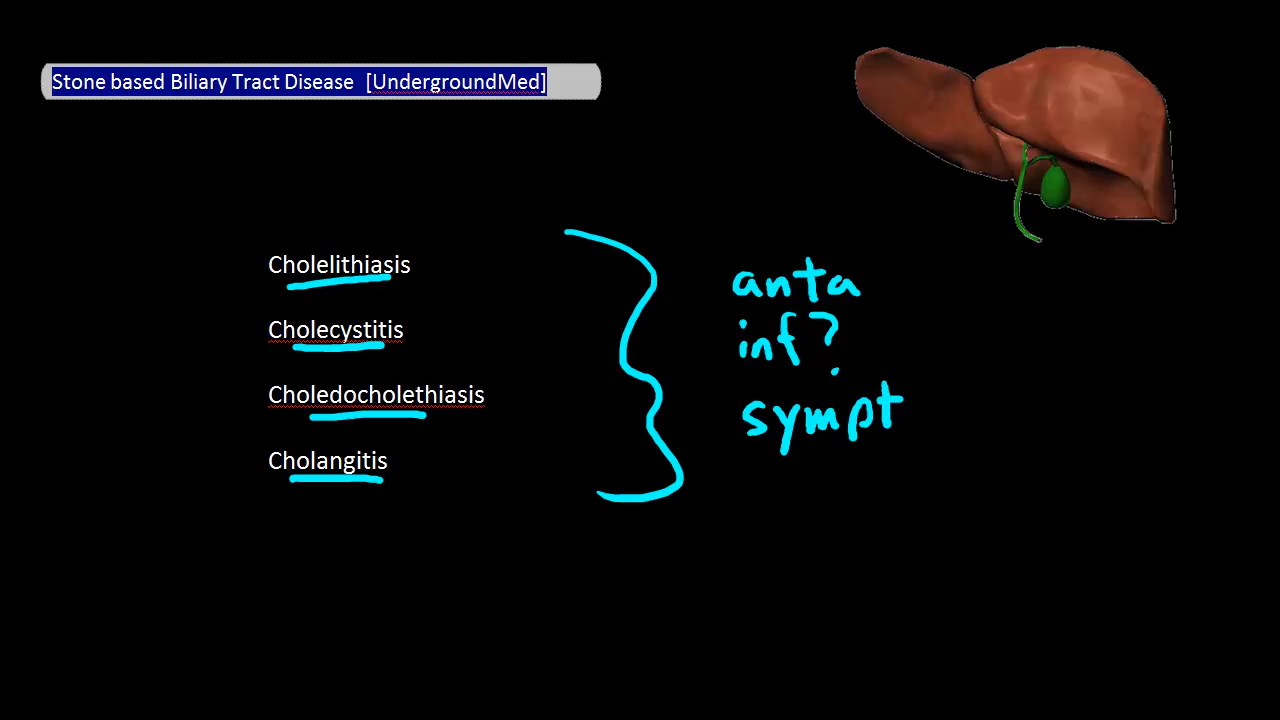 Stone based Biliary Tract Disease [UndergroundMed]
Cholelithiasis
Cholecystitis
Choledocholethiasis
Cholangitis
anta
inf?
sympt